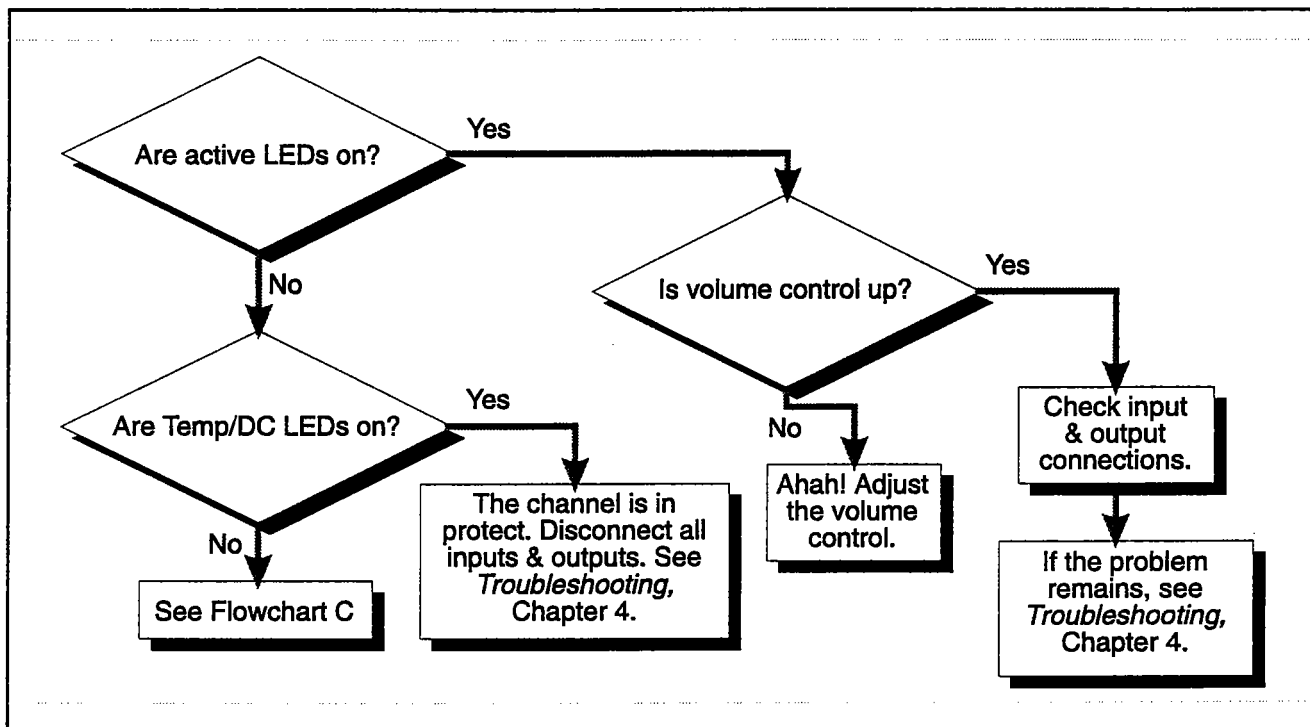 Are active LEDs on?
Yes
No
Is volume control up?
Yes
No
Are Temp/DC LEDs on?
Yes
No
Check input
& output
connections.
Ahah! Adjust
the volume
control.
The channel is in
protect. Disconnect all
inputs & outputs. See
Troubleshooting,
Chapter 4.
If the problem
remains, see
Troubleshooting,
Chapter 4.
See Flowchart C